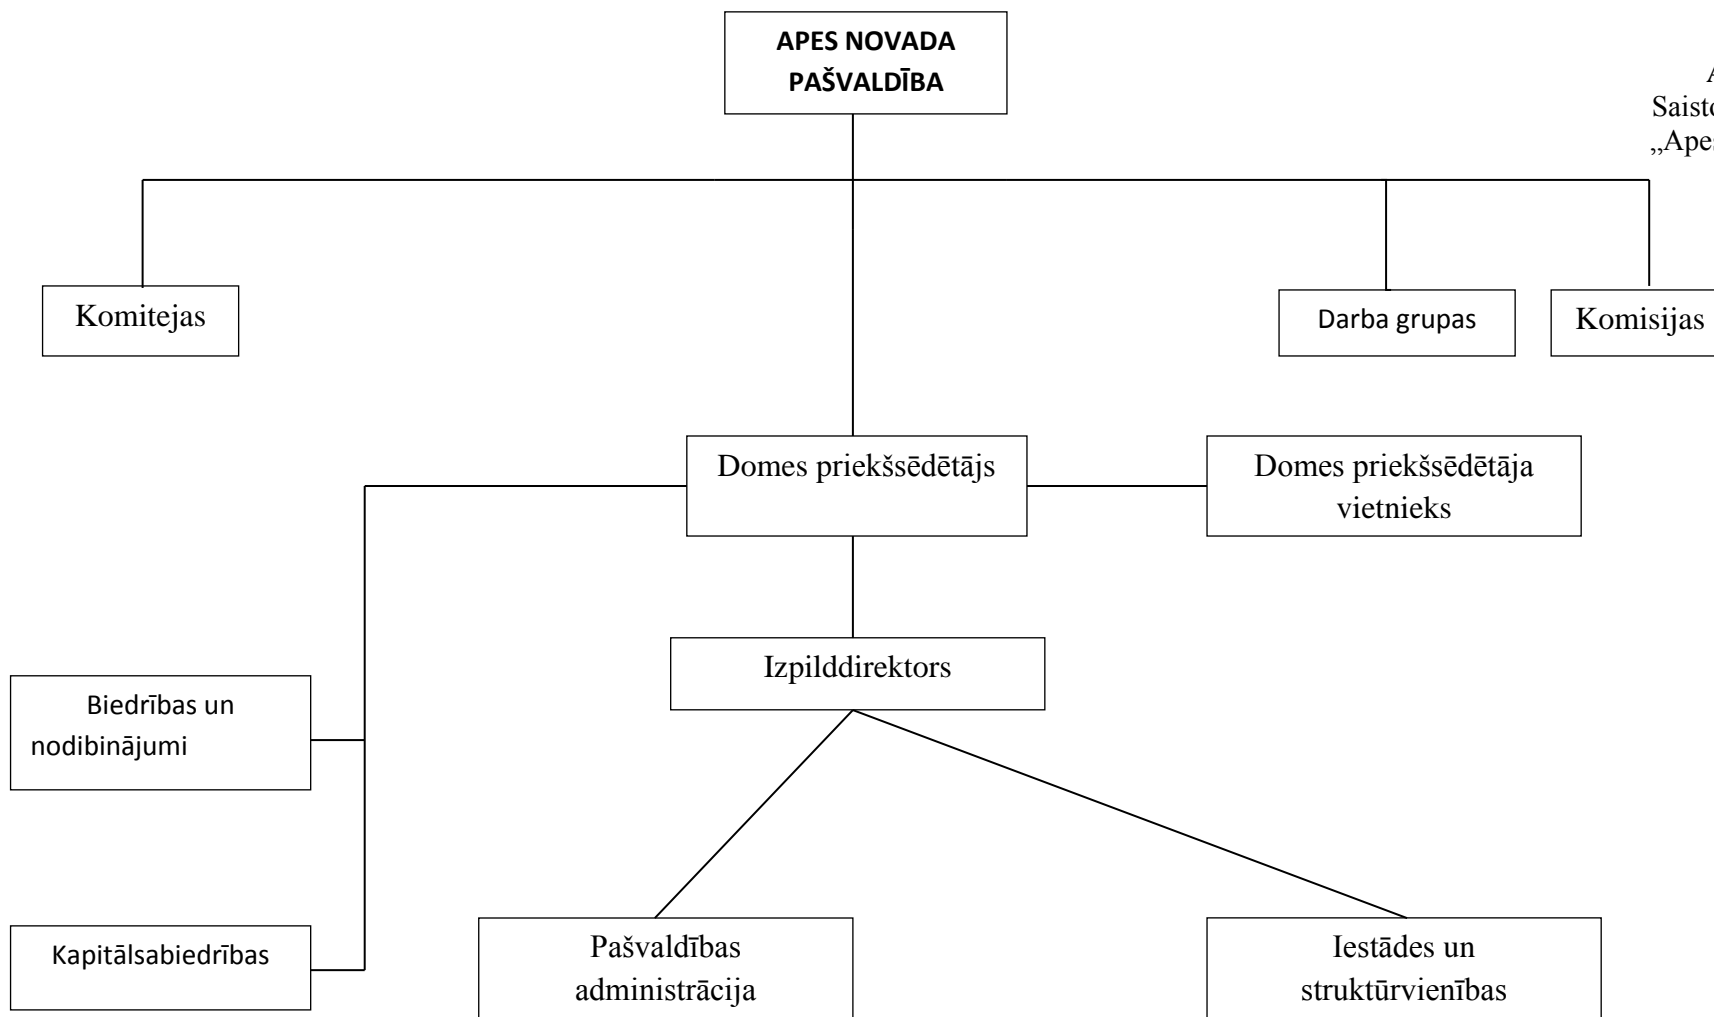 APES NOVADA
PAŠVALDĪBA
„Apes
Komitejas
Darba grupas
Komisijas
Domes priekšsēdētājs
Domes priekšsēdētāja
vietnieks
Izpilddirektors
Biedrības un
nodibinājumi
Kapitālsabiedrības
Pašvaldības
administrācija
Iestādes un
struktūrvienības